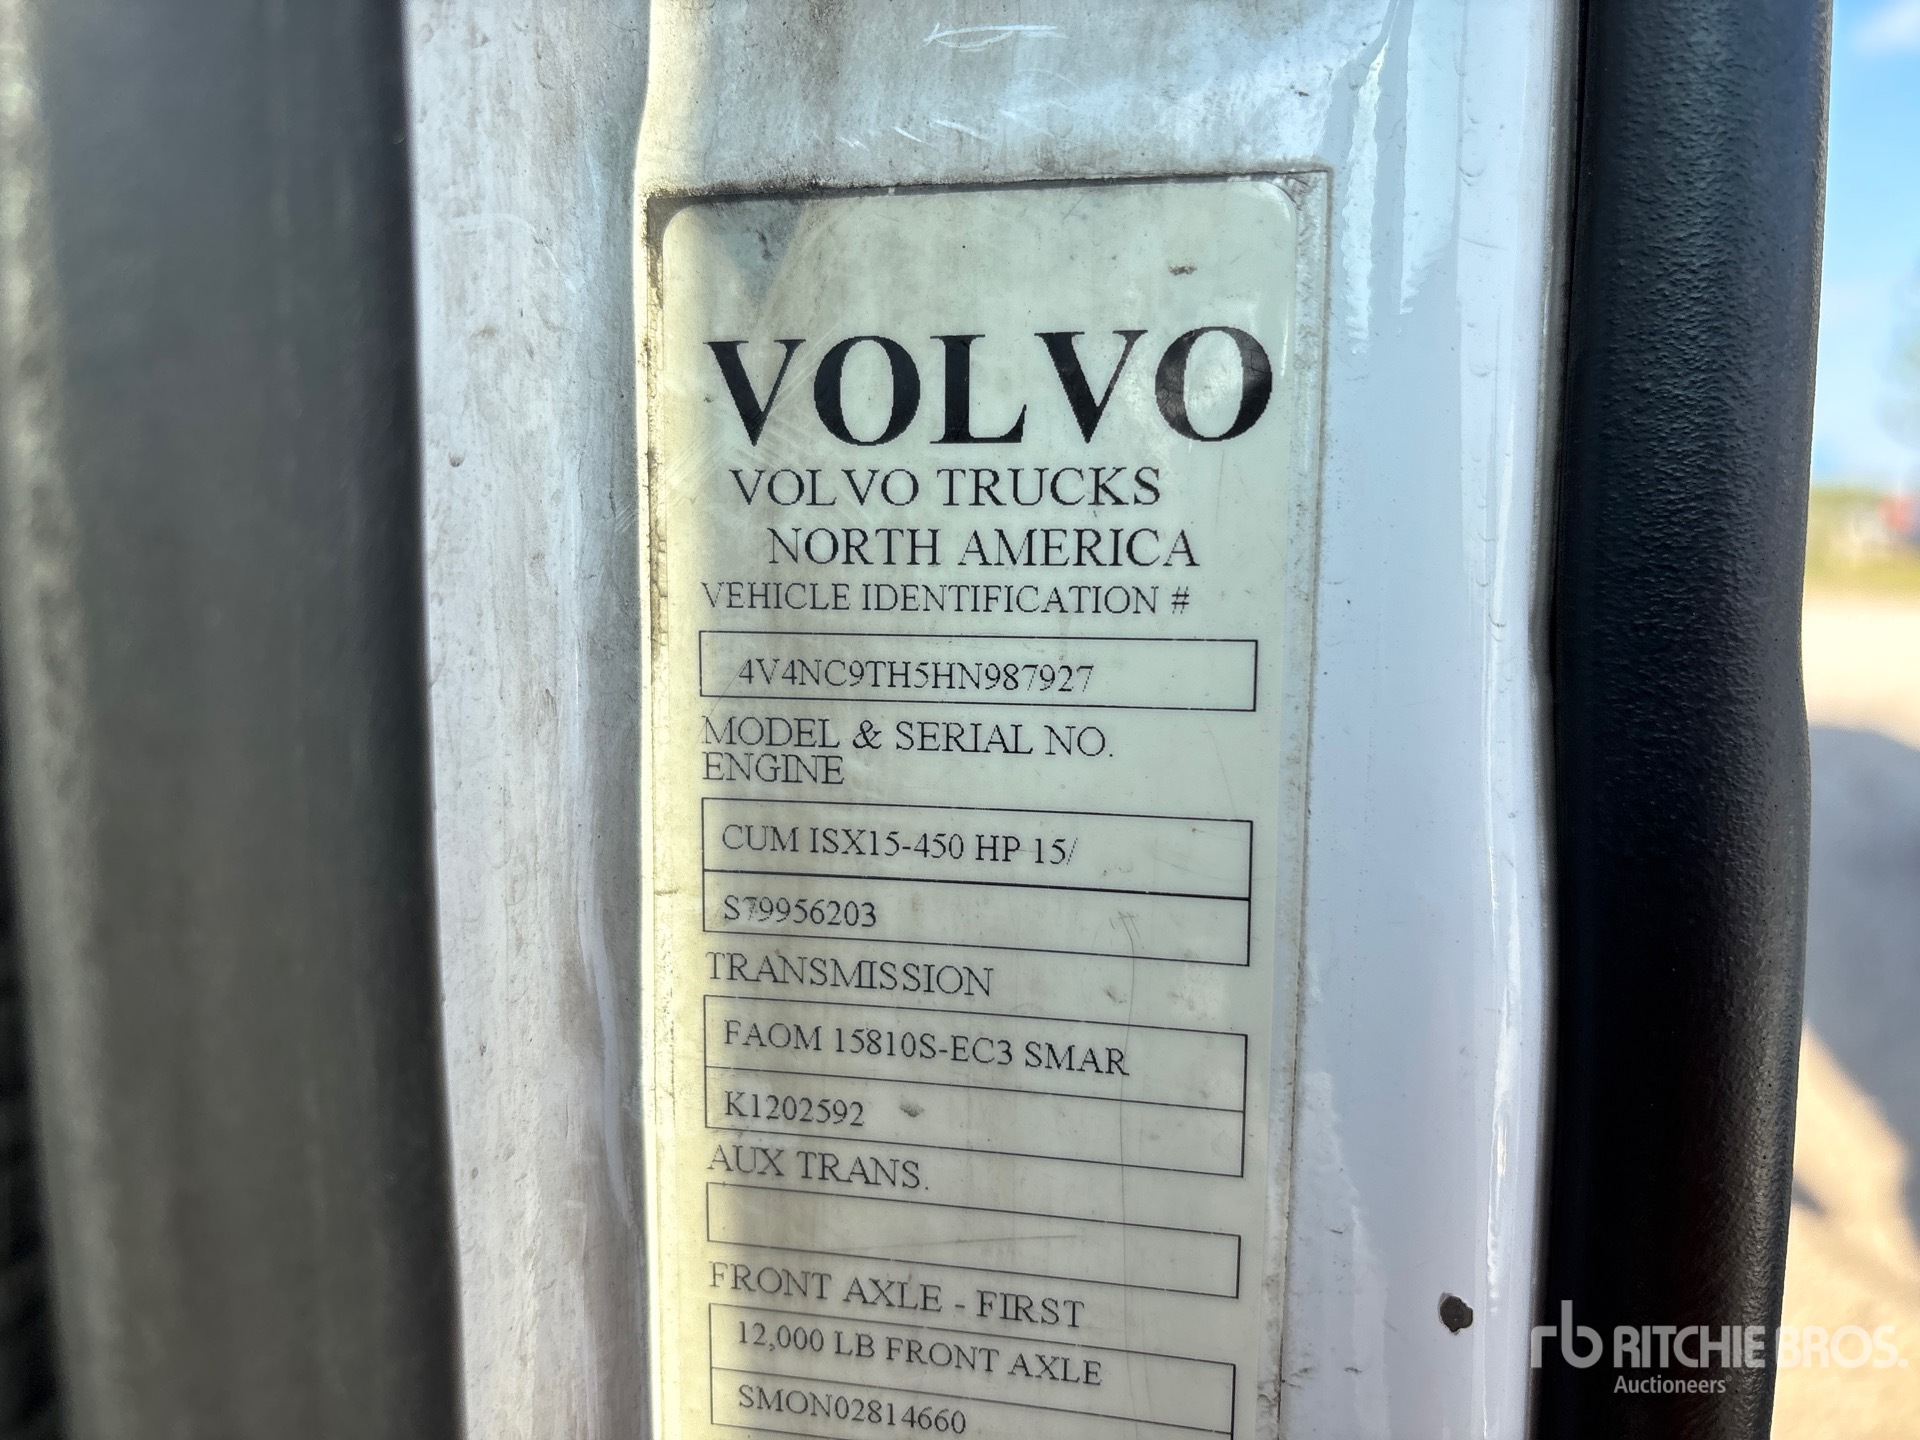 VOLVO
VOLVO TRUCKS
NORTH AMERICA
VEHICLE IDENTIFICATION #
4V4NC9TH5HN987927
MODEL & SERIAL NO.
ENGINE
CUM ISX15-450 HP 15/
S79956203
TRANSMISSION
FAOM 15810S-EC3 SMAR
K1202592
AUX TRANS.
FRONT AXLE - FIRST
12,000 LB FRONT AXLE
SMON02814660
rb RITCHIE BROS.
Auctioneers